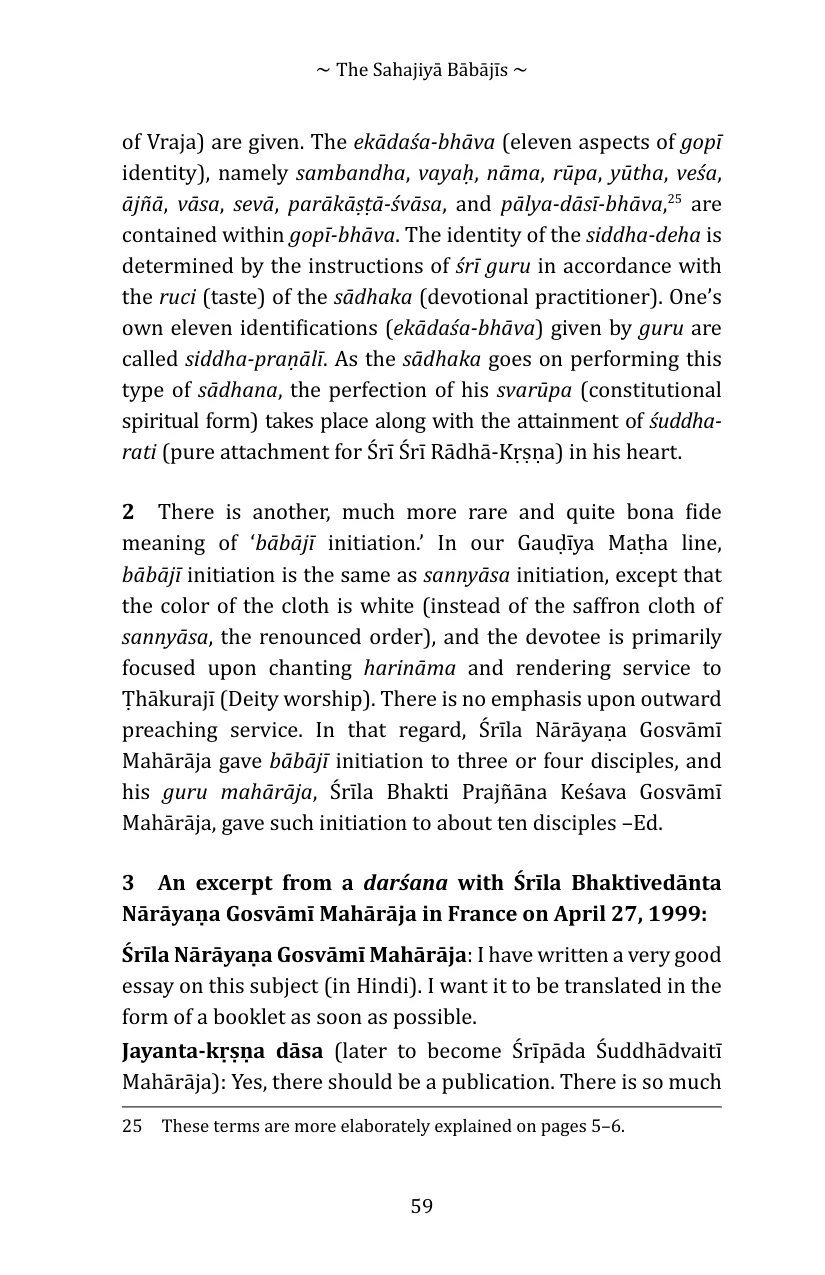 ~ The Sahajiyā Bābājīs ~
of Vraja) are given. The ekādaśa-bhāva (eleven aspects of gopī
identity), namely sambandha, vayaḥ, nāma, rūpa, yūtha, veśa,
ājñā, vāsa, sevā, parākāṣṭā-śvāsa, and pālya-dāsī-bhāva,25 are
contained within gopī-bhāva. The identity of the siddha-deha is
determined by the instructions of śrī guru in accordance with
the ruci (taste) of the sādhaka (devotional practitioner). One’s
own eleven identifications (ekādaśa-bhāva) given by guru are
called siddha-praṇālī. As the sādhaka goes on performing this
type of sādhana, the perfection of his svarūpa (constitutional
spiritual form) takes place along with the attainment of śuddha-
rati (pure attachment for Śrī Śrī Rādhā-Kṛṣṇa) in his heart.
2 There is another, much more rare and quite bona fide
meaning of ‘bābājī initiation.’ In our Gauḍīya Maṭha line,
bābājī initiation is the same as sannyāsa initiation, except that
the color of the cloth is white (instead of the saffron cloth of
sannyāsa, the renounced order), and the devotee is primarily
focused upon chanting harināma and rendering service to
Ṭhākurajī (Deity worship). There is no emphasis upon outward
preaching service. In that regard, Śrīla Nārāyaṇa Gosvāmī
Mahārāja gave bābājī initiation to three or four disciples, and
his guru mahārāja, Śrīla Bhakti Prajñāna Keśava Gosvāmī
Mahārāja, gave such initiation to about ten disciples –Ed.
3 An excerpt from a darśana with Śrīla Bhaktivedānta
Nārāyaṇa Gosvāmī Mahārāja in France on April 27, 1999:
Śrīla Nārāyaṇa Gosvāmī Mahārāja: I have written a very good
essay on this subject (in Hindi). I want it to be translated in the
form of a booklet as soon as possible.
Jayanta-kṛṣṇa dāsa (later to become Śrīpāda Śuddhādvaitī
Mahārāja): Yes, there should be a publication. There is so much
25 These terms are more elaborately explained on pages 5–6.
59